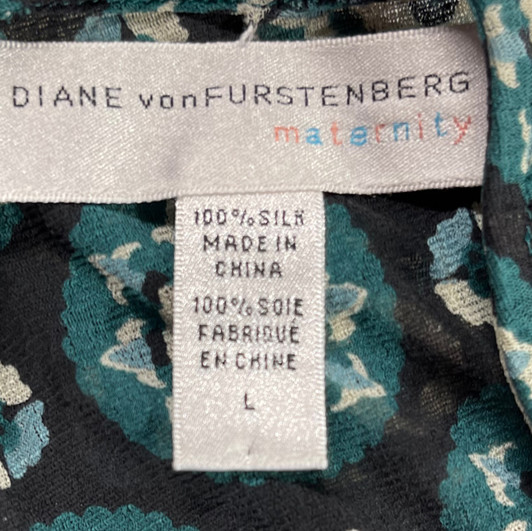 DIANE vonFURSTENBERG
maternity
100% SILK
MADE IN
CHINA
100% SOIE
FABRIQUÉ
EN CHINE
L